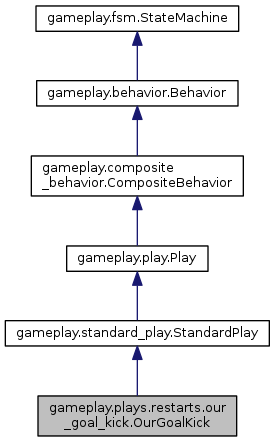 gameplay.fsm.StateMachine
gameplay.behavior.Behavior
gameplay.composite
_behavior.CompositeBehavior
gameplay.play.Play
gameplay.standard_play.StandardPlay
gameplay.plays.restarts.our
_goal_kick.OurGoalKick